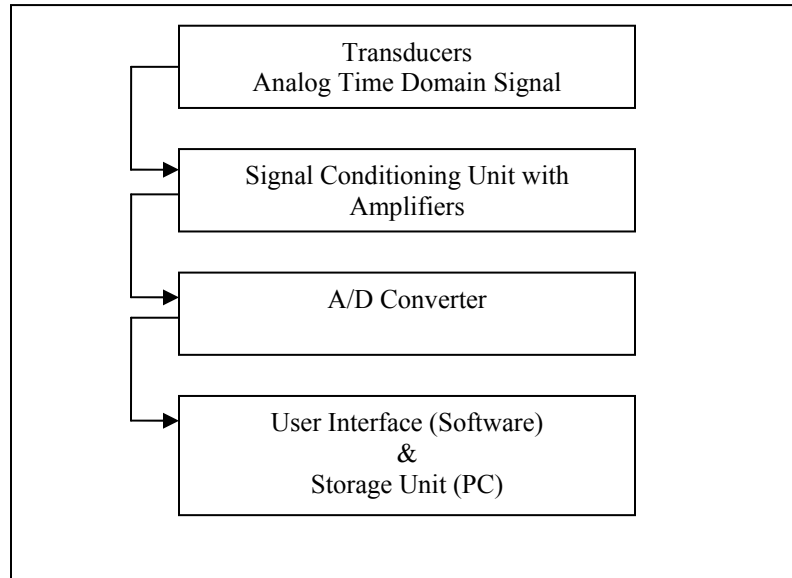 Transducers
Analog Time Domain Signal
Signal Conditioning Unit with
Amplifiers
A/D Converter
User Interface (Software)
&
Storage Unit (PC)